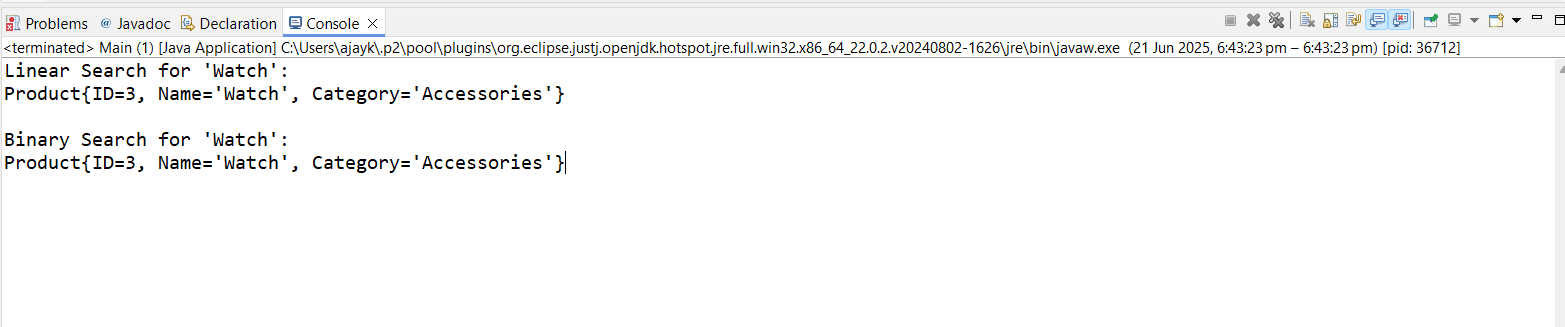 Problems @ Javadoc Declaration Console
<terminated> Main (1) [Java Application] C:\Users\ajayk\.p2\pool\plugins\org.eclipse.justj.openjdk.hotspot.jre.full.win32.x86_64_22.0.2.v20240802-1626\jre\bin\javaw.exe (21 Jun 2025, 6:43:23 pm – 6:43:23 pm) [pid: 36712]
Linear Search for 'Watch':
Product{ID=3, Name='Watch', Category='Accessories'}
Binary Search for 'Watch':
Product{ID=3, Name='Watch', Category='Accessories'}